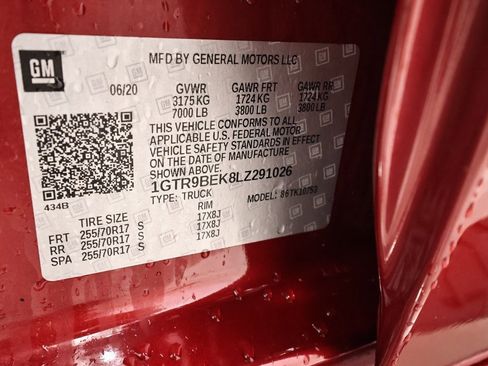 GM
MFD BY GENERAL MOTORS LLC
06/20 GVWR GAWR FRT GAWR RR
3175 KG 1724 KG 1724 KG
7000 LB 3800 LB 3800 LB
THIS VEHICLE CONFORMS TO ALL
APPLICABLE U.S. FEDERAL MOTOR
VEHICLE SAFETY STANDARDS IN EFFECT
ON THE DATE OF MANUFACTURE
SHOWN ABOVE.
1GTR9BEK8LZ291026
434B TYPE: TRUCK 86TK10753
TIRE SIZE RIM
FRT 255/70R17 S 17X8J
RR 255/70R17 S 17X8J
SPA 255/70R17 S 17X8J